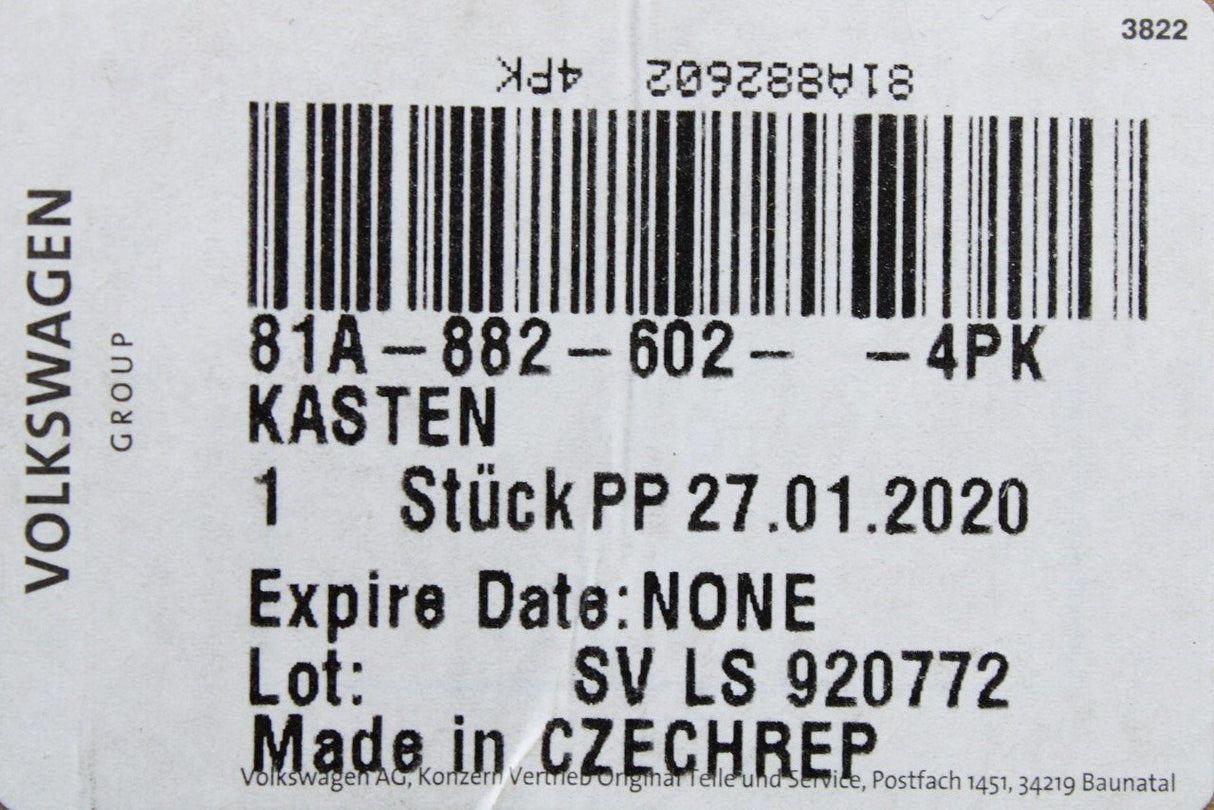 3822
81A882602 4PK
81A-882-602- -4PK
KASTEN
1 Stück PP 27.01.2020
Expire Date:NONE
Lot: SV LS 920772
Made in CZECHREP
Volkswagen AG, Konzern Vertrieb Original Teile und Service, Postfach 1451, 34219 Baunatal
VOLKSWAGEN
GROUP